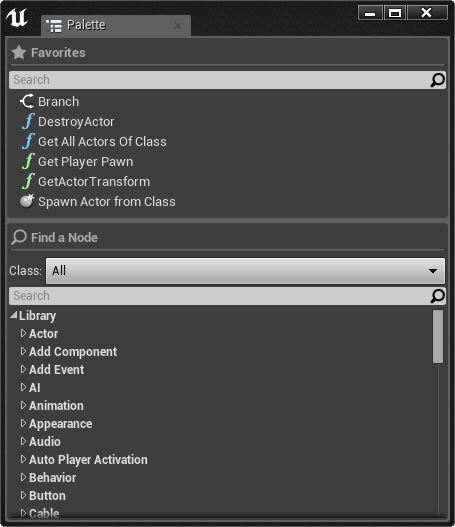 Palette
Favorites
Search
Branch
DestroyActor
Get All Actors Of Class
Get Player Pawn
GetActorTransform
Spawn Actor from Class
Find a Node
Class: All
Search
Library
Actor
Add Component
Add Event
AI
Animation
Appearance
Audio
Auto Player Activation
Behavior
Button
Cable